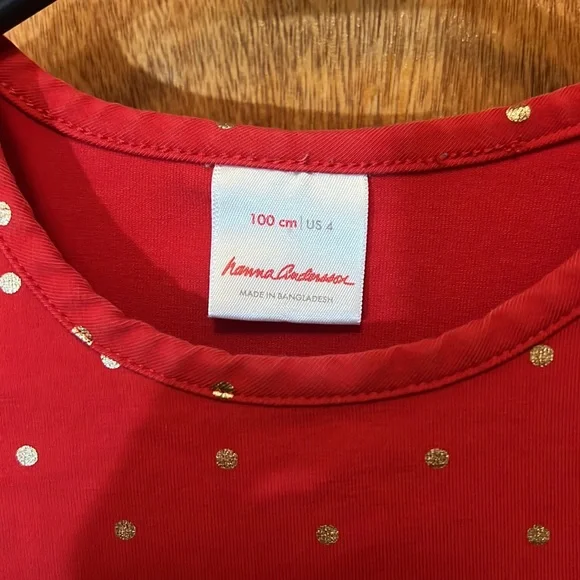 100 cm | US 4
hanna andersson
MADE IN BANGLADESH